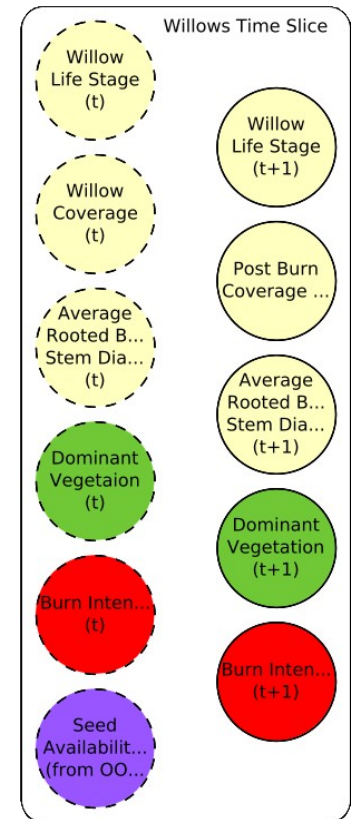 Willows Time Slice
Willow
Life Stage
(t)
Willow
Coverage
(t)
Average
Rooted B...
Stem Dia...
(t)
Dominant
Vegetaion
(t)
Burn Inten...
(t)
Seed
Availabilit...
(from OO...
Willow
Life Stage
(t+1)
Post Burn
Coverage ...
Average
Rooted B...
Stem Dia...
(t+1)
Dominant
Vegetation
(t+1)
Burn Inten...
(t+1)